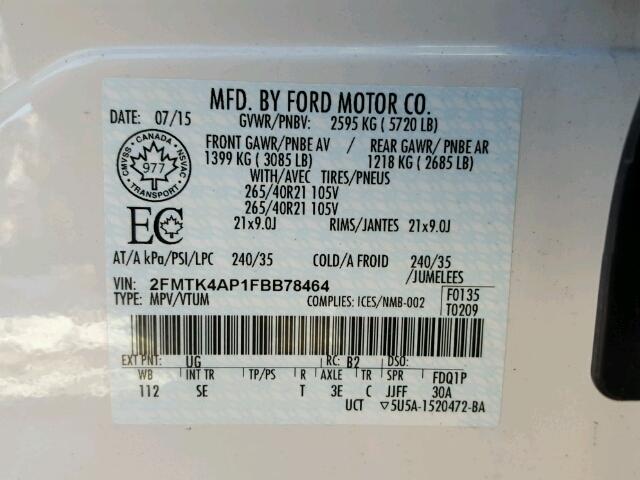 MFD. BY FORD MOTOR CO.
DATE: 07/15 GVWR/PNBV: 2595 KG ( 5720 LB)
FRONT GAWR/PNBE AV / REAR GAWR/ PNBE AR
1399 KG ( 3085 LB) 1218 KG ( 2685 LB)
WITH/AVEC TIRES/PNEUS
265/40R21 105V
265/40R21 105V
21x9.0J RIMS/JANTES 21x9.0J
CMVSS CANADA NSVAC
977
TRANSPORT
EC
AT/A kPa/PSI/LPC 240/35 COLD/A FROID 240/35
/JUMELEES
VIN: 2FMTK4AP1FBB78464
TYPE: MPV/VTUM COMPLIES: ICES/NMB-002
F0135
T0209
EXT PNT: UG RC: B2 DSO:
WB INT TR TP/PS R AXLE TR SPR FDQ1P
112 SE T 3E C JJFF 30A
UCT ▽5U5A-1520472-BA